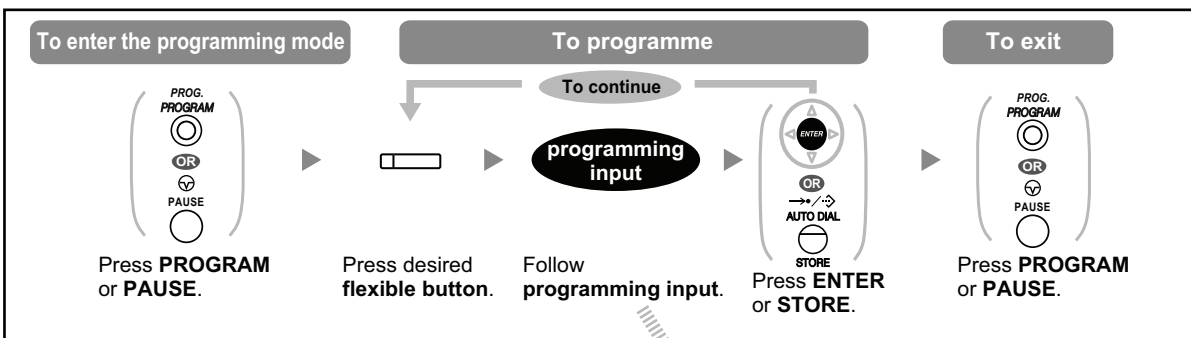 To enter the programming mode
To programme
To exit
To continue
PROG.
PROGRAM
OR
PAUSE
Press PROGRAM
or PAUSE.
Press desired
flexible button.
programming
input
Follow
programming input.
ENTER
OR
AUTO DIAL
STORE
Press ENTER
or STORE.
PROG.
PROGRAM
OR
PAUSE
Press PROGRAM
or PAUSE.